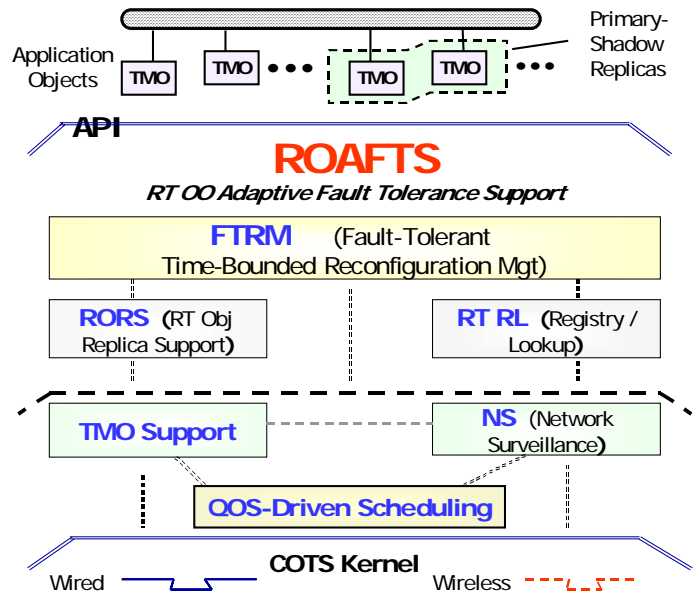 Primary-
Shadow
Replicas
Application
Objects
TMO
TMO
•••
TMO
TMO
•••
API
ROAFTS
RT OO Adaptive Fault Tolerance Support
FTRM (Fault-Tolerant
Time-Bounded Reconfiguration Mgt)
RORS (RT Obj
Replica Support)
RT RL (Registry /
Lookup)
TMO Support
NS (Network
Surveillance)
QOS-Driven Scheduling
COTS Kernel
Wired
Wireless